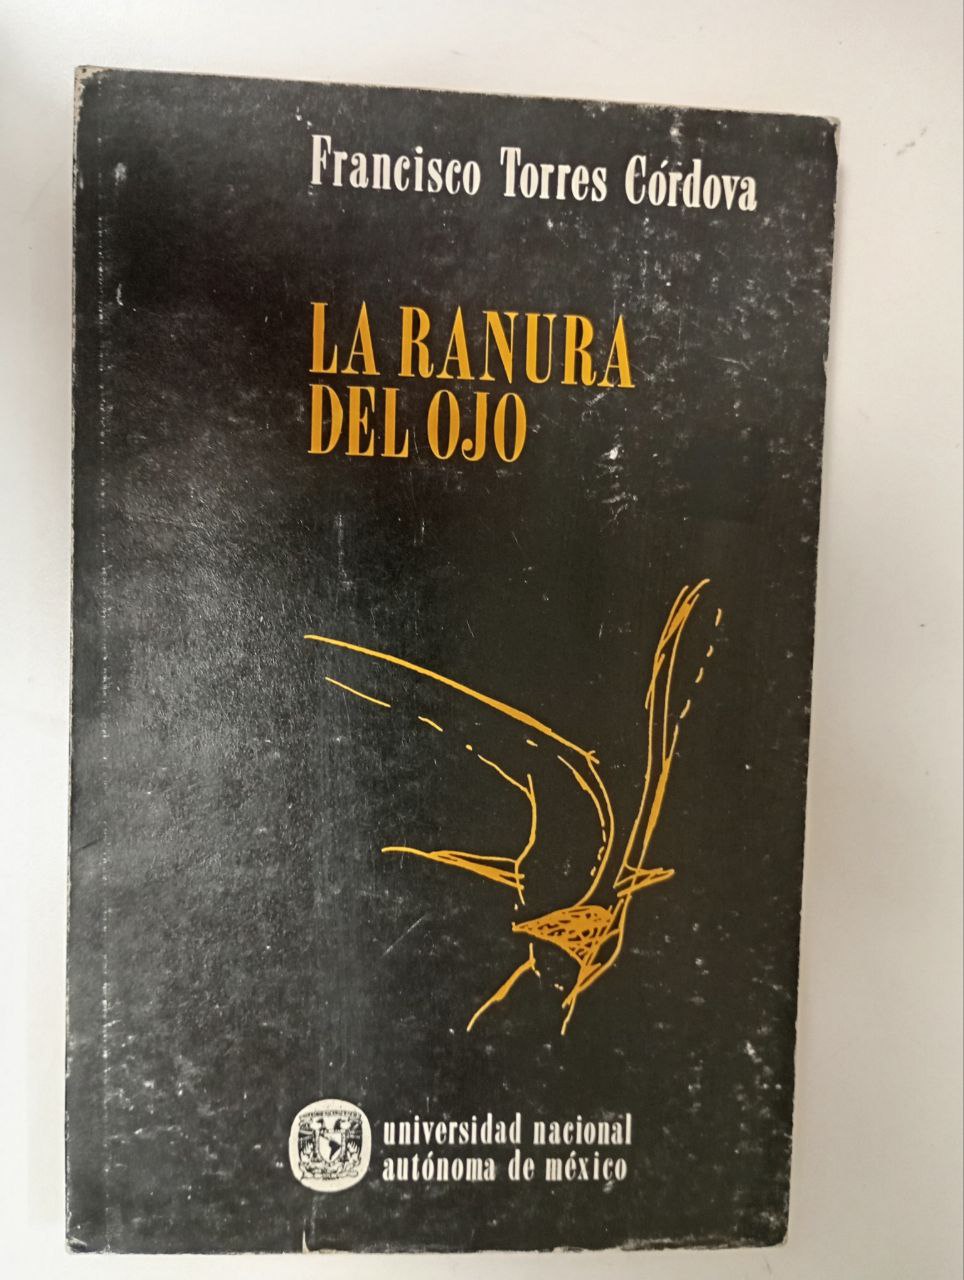 Francisco Torres Córdova
LA RANURA
DEL OJO
universidad nacional
autónoma de méxico